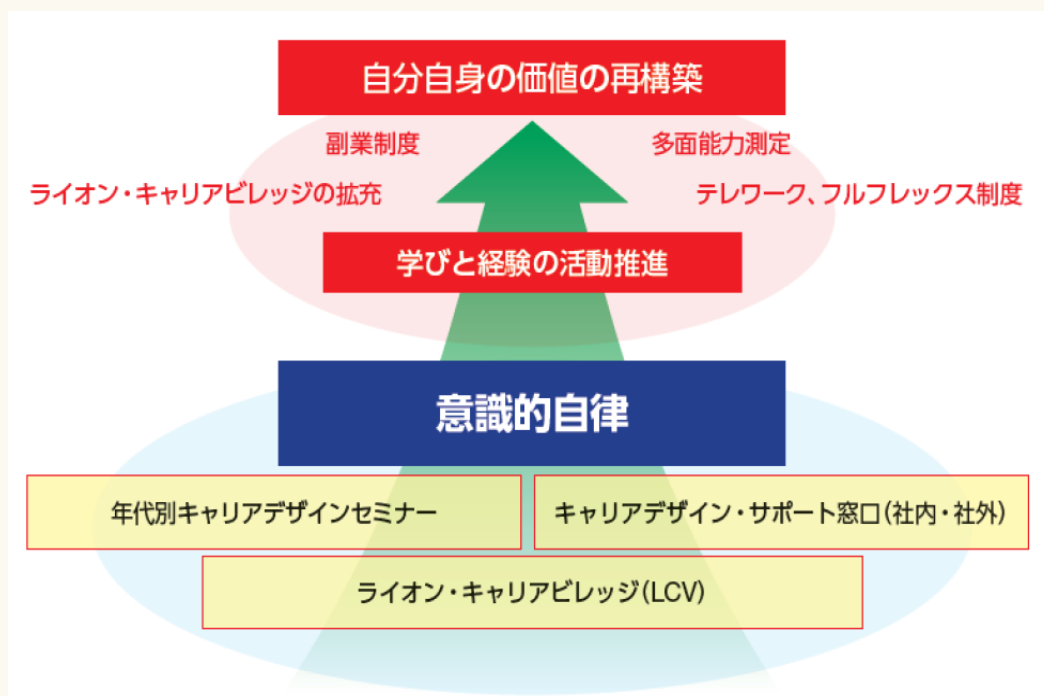 自分自身の価値の再構築
副業制度
多面能力測定
ライオン・キャリアビレッジの拡充
テレワーク、フルフレックス制度
学びと経験の活動推進
意識的自律
年代別キャリアデザインセミナー
キャリアデザイン・サポート窓口(社内・社外)
ライオン・キャリアビレッジ(LCV)